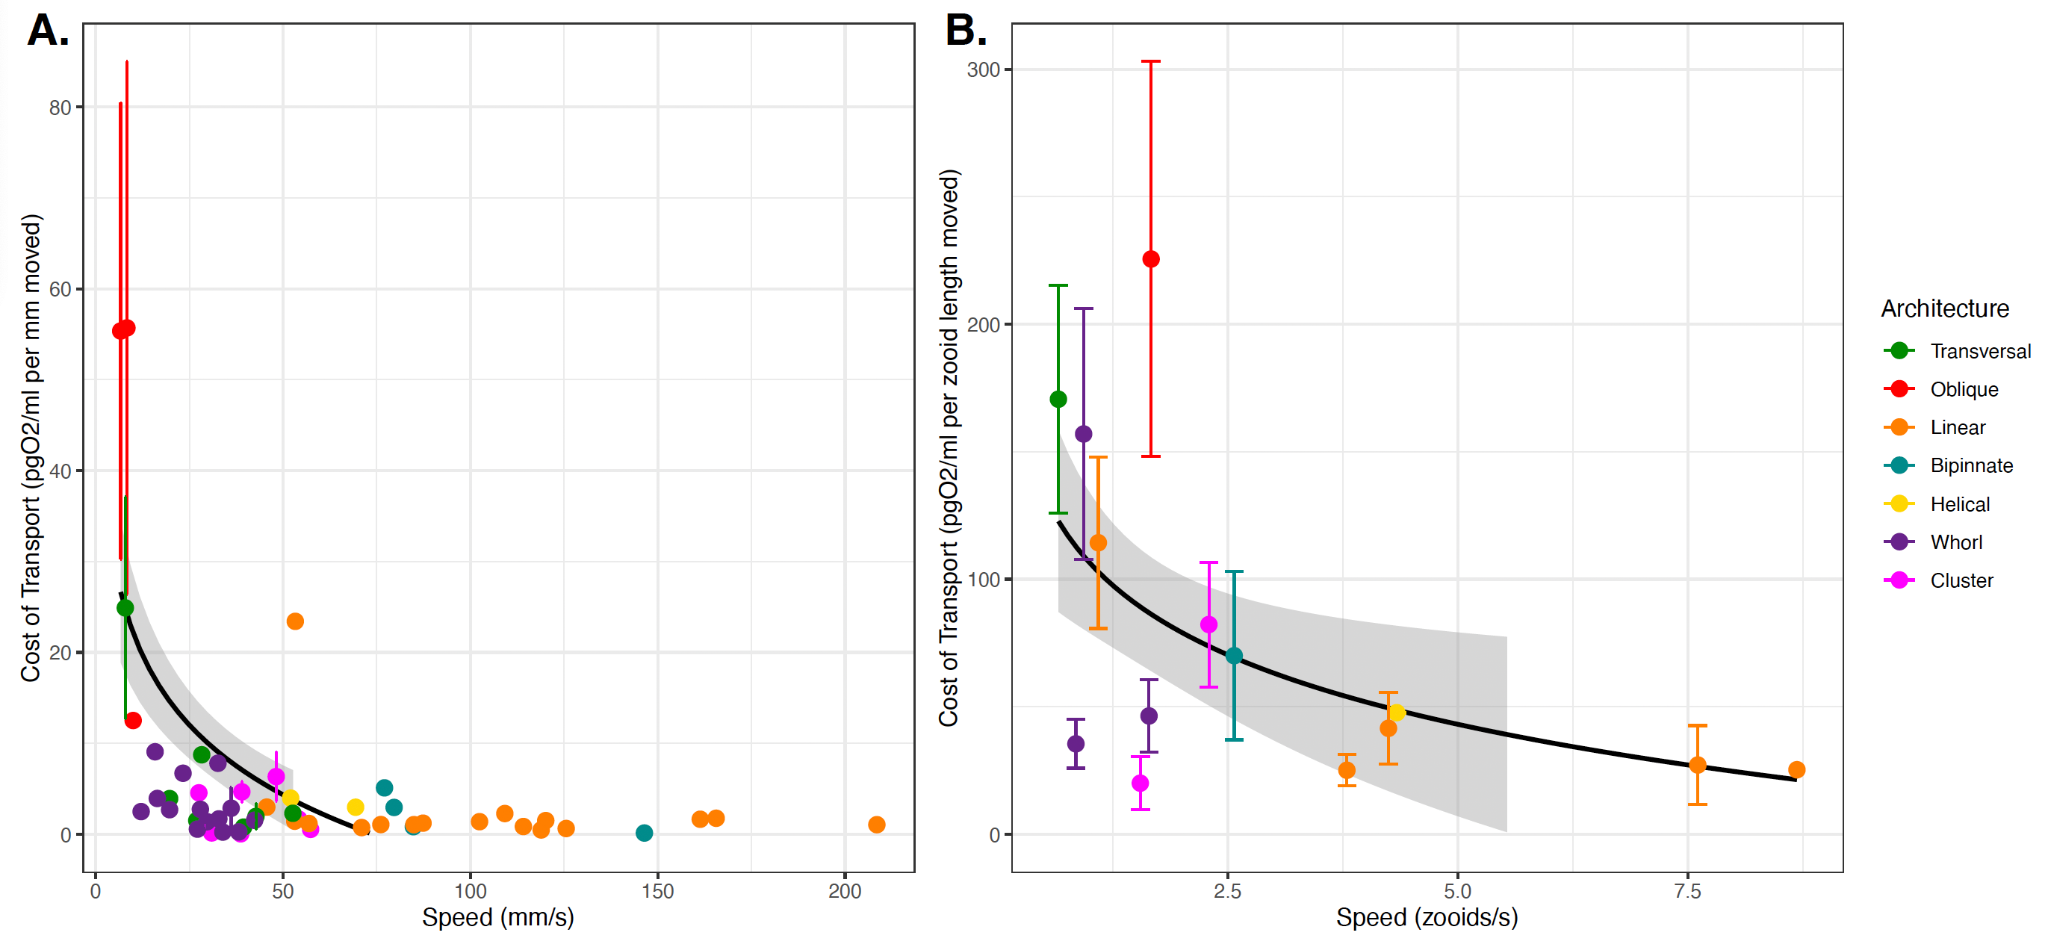 A.
Cost of Transport (pgO2/ml per mm moved)
80
60
40
20
0
0 50 100 150 200
Speed (mm/s)
B.
Cost of Transport (pgO2/ml per zooid length moved)
300
200
100
0
2.5 5.0 7.5
Speed (zooids/s)
Architecture
Transversal
Oblique
Linear
Bipinnate
Helical
Whorl
Cluster